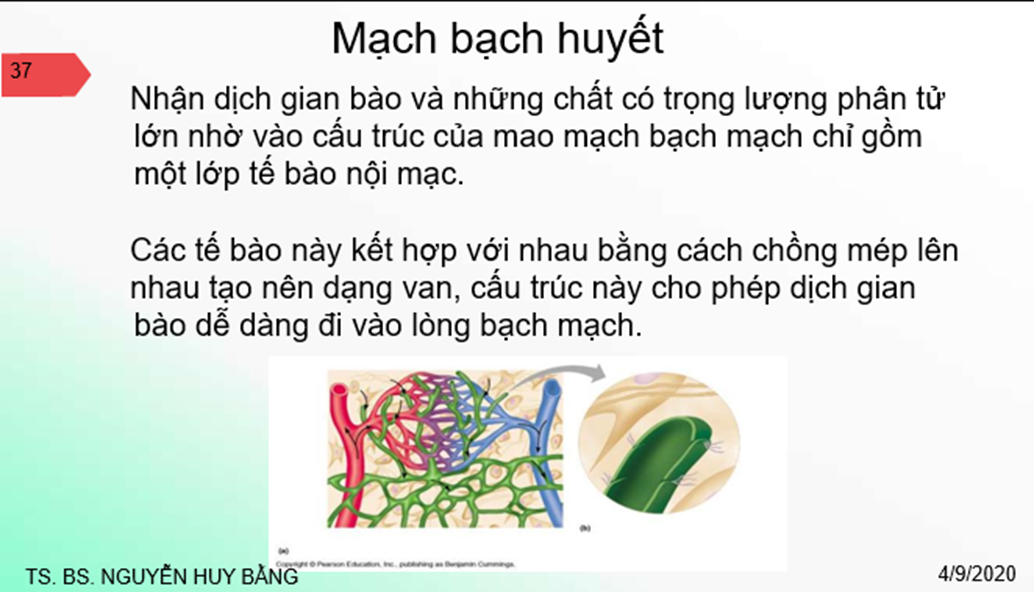 Mạch bạch huyết
37
Nhận dịch gian bào và những chất có trọng lượng phân tử
lớn nhờ vào cấu trúc của mao mạch bạch mạch chỉ gồm
một lớp tế bào nội mạc.
Các tế bào này kết hợp với nhau bằng cách chồng mép lên
nhau tạo nên dạng van, cấu trúc này cho phép dịch gian
bào dễ dàng đi vào lòng bạch mạch.
(b)
(a)
Copyright © Pearson Education, Inc., publishing as Benjamin Cummings.
TS. BS. NGUYỄN HUY BẰNG
4/9/2020